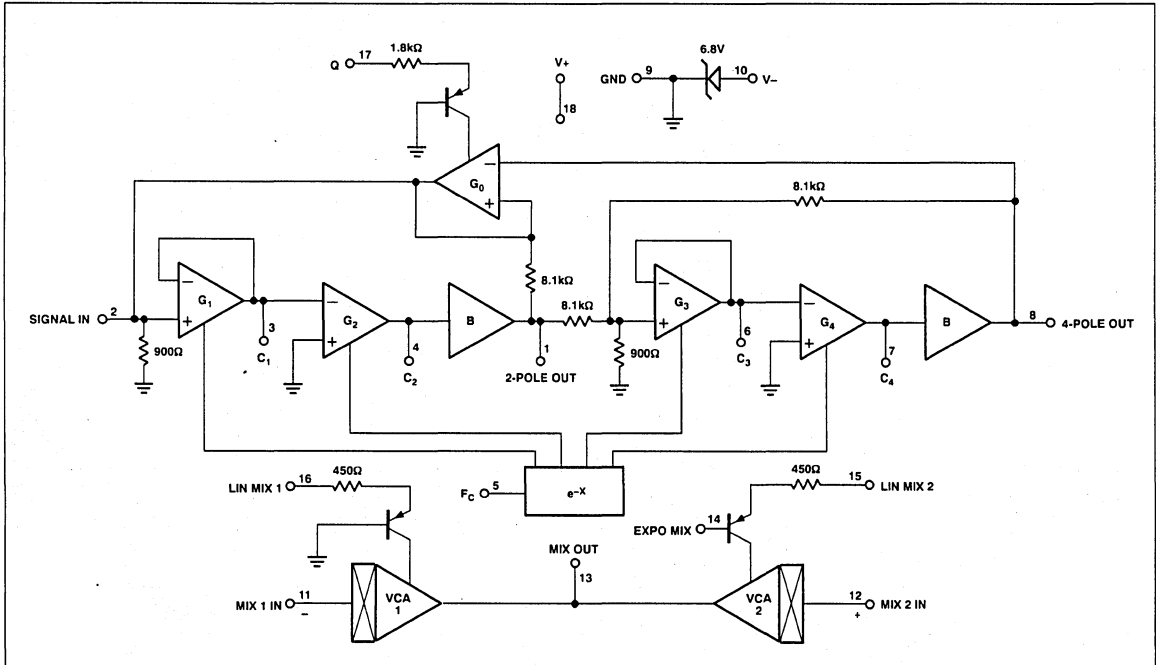 6.8V
Q 17 1.8kΩ
V+
GND 9 10 V–
18
G0
–
+
8.1kΩ
8.1kΩ
–
+
G1
–
+
G2
B
8.1kΩ
–
+
G3
–
+
G4
B
SIGNAL IN 2
8 4-POLE OUT
900Ω
3
C1
4
C2
1
2-POLE OUT
900Ω
6
C3
7
C4
LIN MIX 1 16 450Ω
FC 5 e–X
450Ω 15 LIN MIX 2
EXPO MIX 14
MIX OUT
13
MIX 1 IN 11
–
VCA
1
VCA
2
12 MIX 2 IN
+